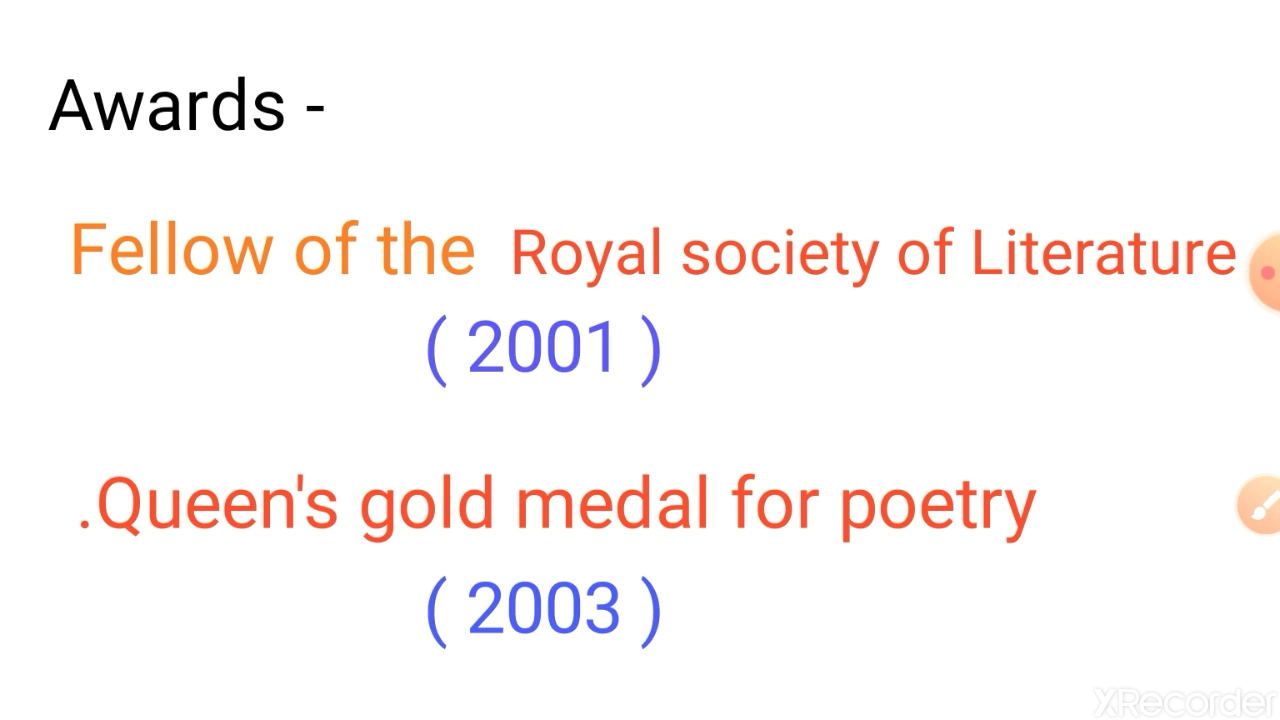 Awards -
Fellow of the Royal society of Literature
( 2001 )
.Queen's gold medal for poetry
( 2003 )
XRecorder